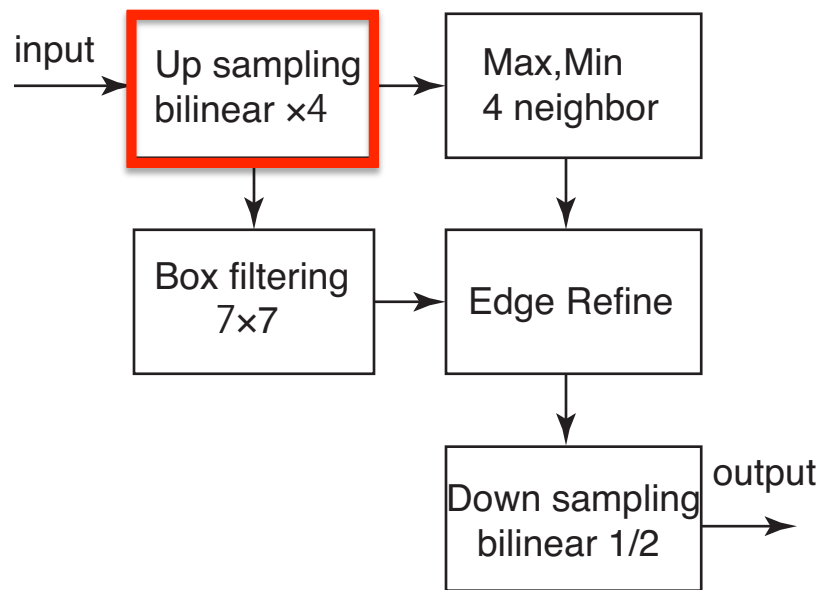 input
Up sampling
bilinear ×4
Max,Min
4 neighbor
Box filtering
7×7
Edge Refine
Down sampling
bilinear 1/2
output